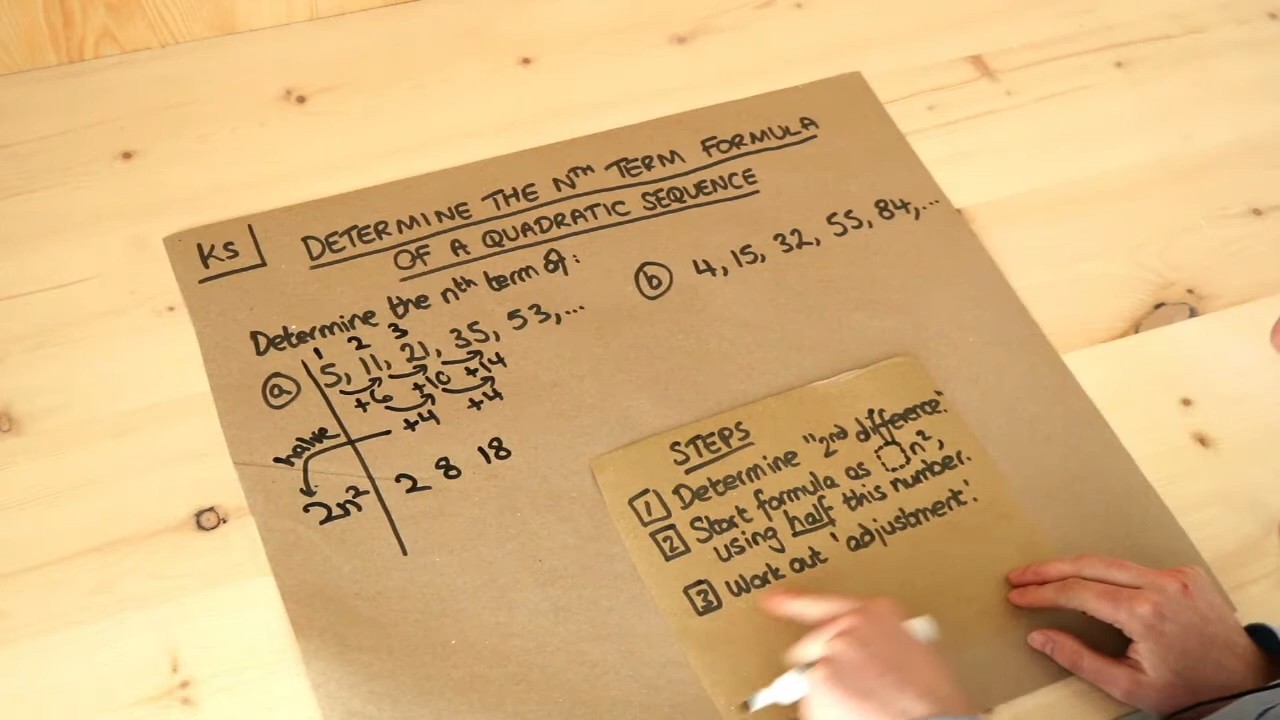 KS
DETERMINE THE NTH TERM FORMULA
OF A QUADRATIC SEQUENCE
Determine the nth term of:
1 2 3
a 5, 11, 21, 35, 53,...
+6 +10 +14
+4 +4
halve
2n² 2 8 18
b 4, 15, 32, 55, 84,...
STEPS
1 Determine "2nd difference".
2 Start formula as n²,
using half this number.
3 Work out 'adjustment'.